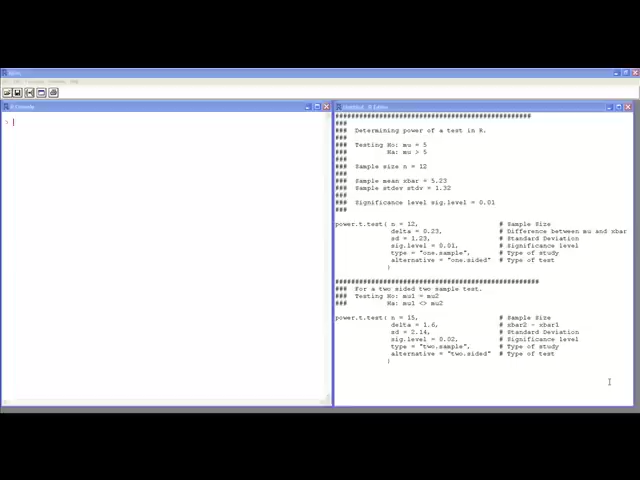 R Console
Untitled - R Editor
>
##################################################
###
### Determining power of a test in R.
###
### Testing Ho: mu = 5
### Ha: mu > 5
###
### Sample size n = 12
###
### Sample mean xbar = 5.23
### Sample stdev stdv = 1.32
###
### Significance level sig.level = 0.01
###
power.t.test( n = 12, # Sample Size
delta = 0.23, # Difference between mu and xbar
sd = 1.23, # Standard Deviation
sig.level = 0.01, # Significance level
type = "one.sample", # Type of study
alternative = "one.sided" # Type of test
)
####################################################
### For a two sided two sample test.
### Testing Ho: mu1 = mu2
### Ha: mu1 <> mu2
power.t.test( n = 15, # Sample Size
delta = 1.6, # xbar2 - xbar1
sd = 2.14, # Standard Deviation
sig.level = 0.02, # Significance level
type = "two.sample", # Type of study
alternative = "two.sided" # Type of test
)